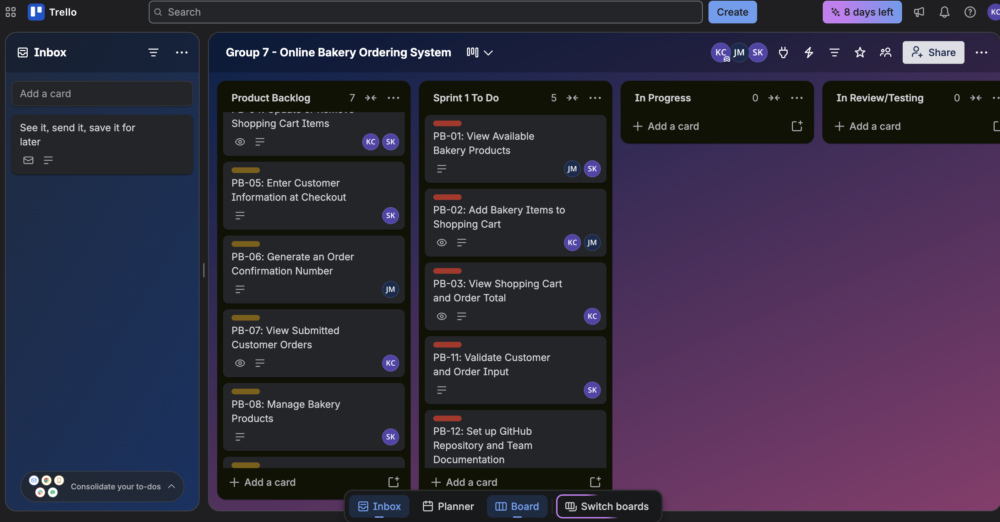 Trello
Search
Create
8 days left
KC
Inbox
Add a card
See it, send it, save it for
later
Consolidate your to-dos
Group 7 - Online Bakery Ordering System
KC
JM
SK
Share
Product Backlog 7
Shopping Cart Items
KC SK
PB-05: Enter Customer
Information at Checkout
SK
PB-06: Generate an Order
Confirmation Number
JM
PB-07: View Submitted
Customer Orders
KC
PB-08: Manage Bakery
Products
SK
Add a card
Sprint 1 To Do 5
PB-01: View Available
Bakery Products
JM SK
PB-02: Add Bakery Items to
Shopping Cart
KC JM
PB-03: View Shopping Cart
and Order Total
KC
PB-11: Validate Customer
and Order Input
SK
PB-12: Set up GitHub
Repository and Team
Documentation
Add a card
In Progress 0
Add a card
In Review/Testing 0
Add a card
Inbox
Planner
Board
Switch boards